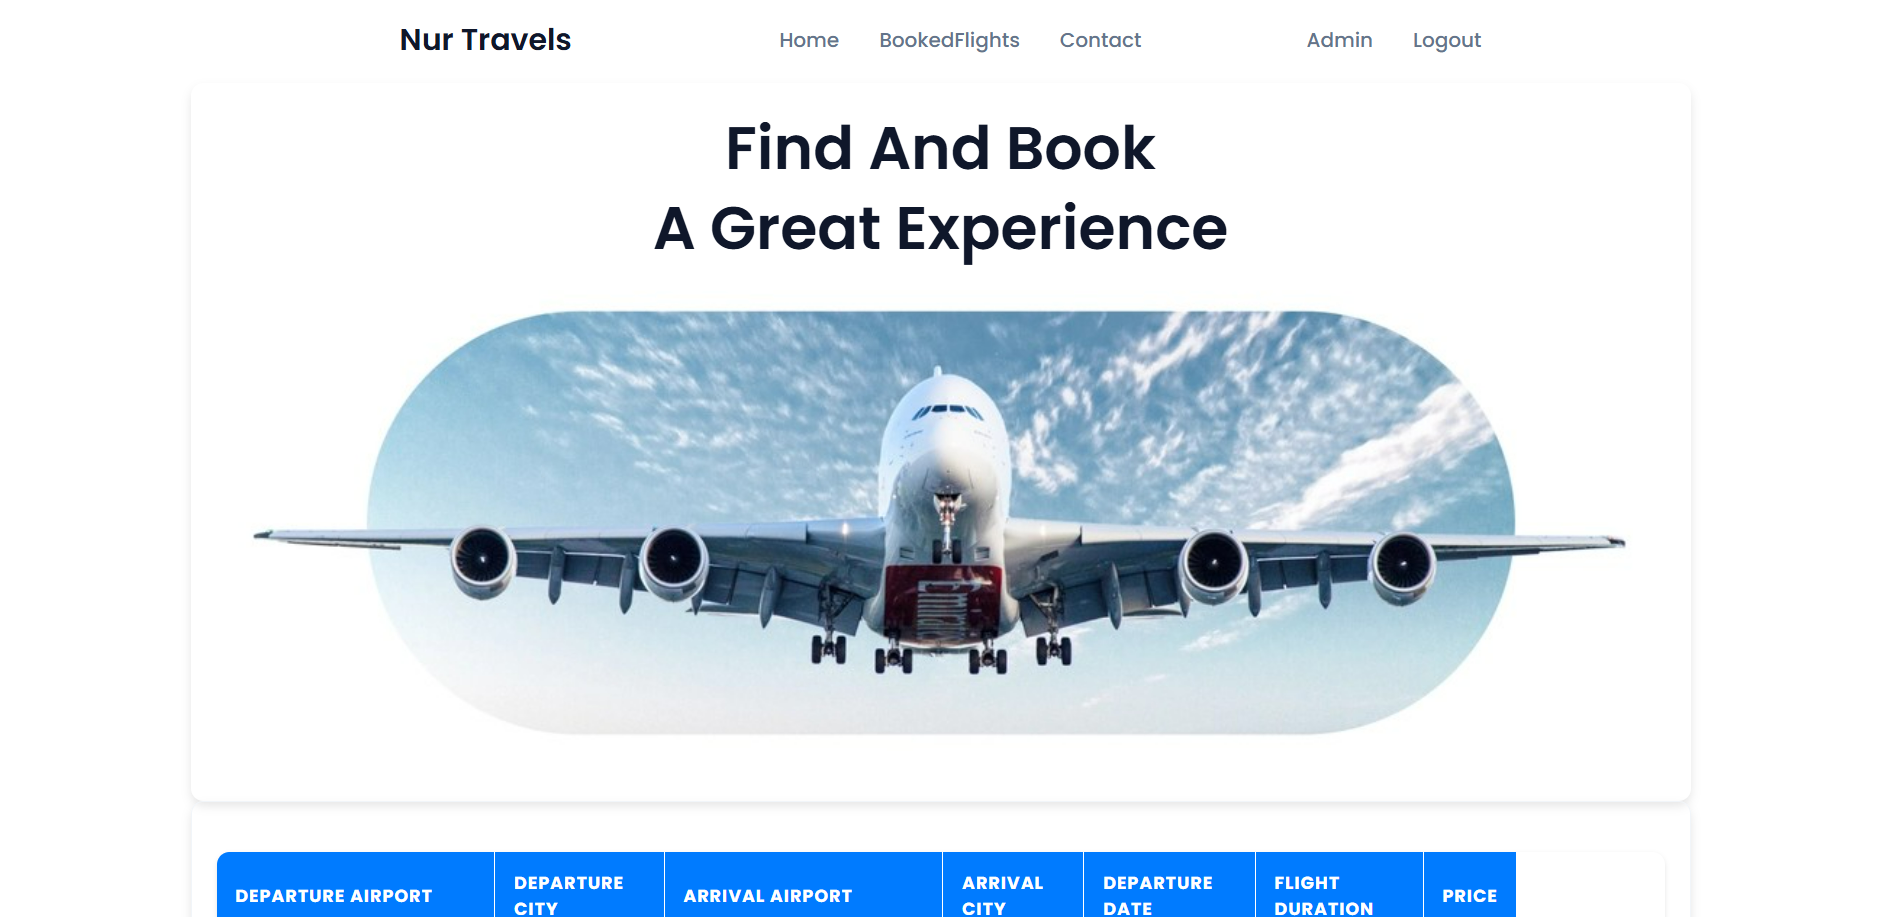 Nur Travels
Home BookedFlights Contact
Admin Logout
Find And Book
A Great Experience
DEPARTURE AIRPORT
DEPARTURE
CITY
ARRIVAL AIRPORT
ARRIVAL
CITY
DEPARTURE
DATE
FLIGHT
DURATION
PRICE